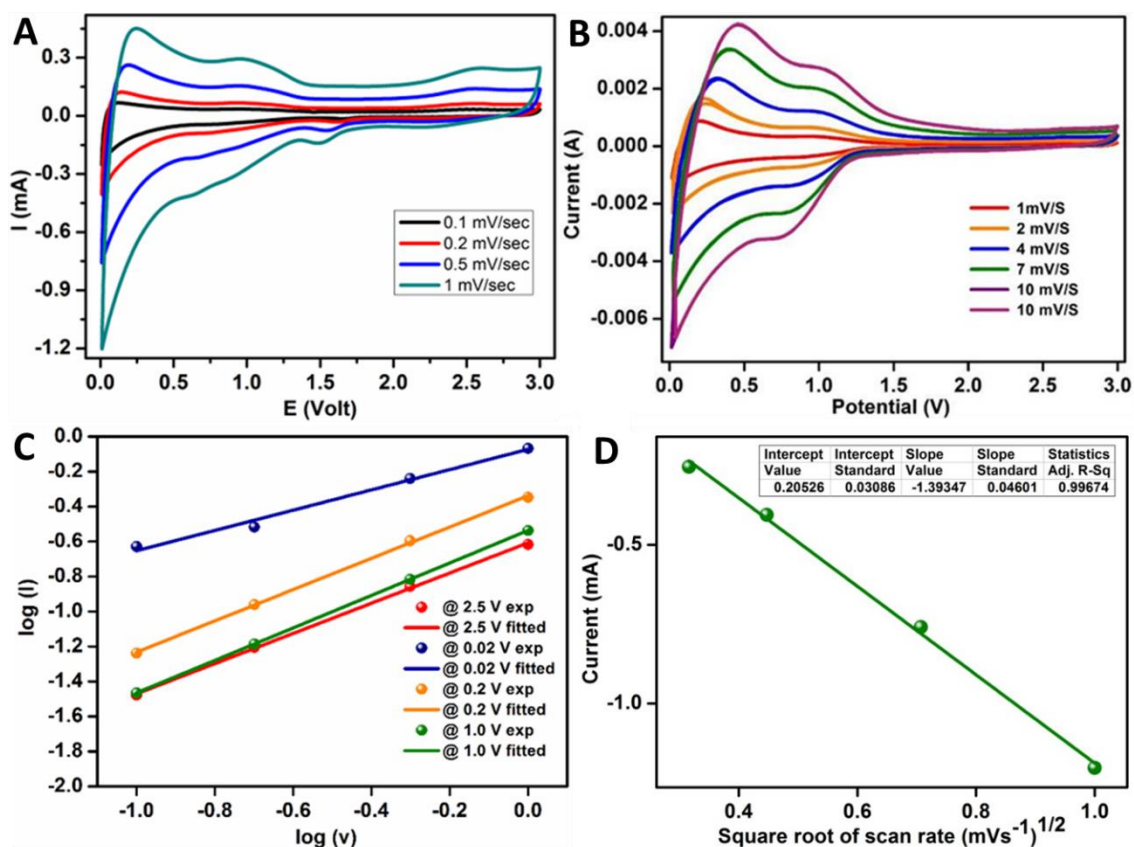 A
I (mA)
0.3
0.0
-0.3
-0.6
-0.9
-1.2
0.1 mV/sec
0.2 mV/sec
0.5 mV/sec
1 mV/sec
0.0 0.5 1.0 1.5 2.0 2.5 3.0
E (Volt)
B
Current (A)
0.004
0.002
0.000
-0.002
-0.004
-0.006
1mV/S
2 mV/S
4 mV/S
7 mV/S
10 mV/S
10 mV/S
0.0 0.5 1.0 1.5 2.0 2.5 3.0
Potential (V)
C
log (I)
0.0
-0.2
-0.4
-0.6
-0.8
-1.0
-1.2
-1.4
-1.6
-1.8
-2.0
@ 2.5 V exp
@ 2.5 V fitted
@ 0.02 V exp
@ 0.02 V fitted
@ 0.2 V exp
@ 0.2 V fitted
@ 1.0 V exp
@ 1.0 V fitted
-1.0 -0.8 -0.6 -0.4 -0.2 0.0
log (v)
D
Intercept Intercept Slope Slope Statistics
Value Standard Value Standard Adj. R-Sq
0.20526 0.03086 -1.39347 0.04601 0.99674
Current (mA)
-0.5
-1.0
0.4 0.6 0.8 1.0
Square root of scan rate (mVs-1)1/2